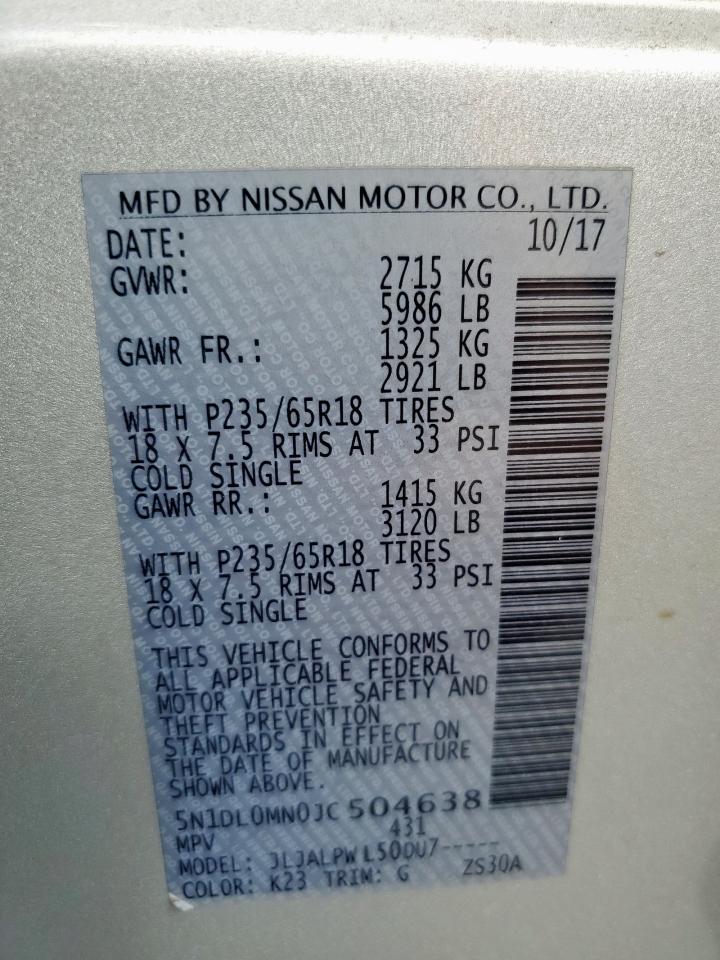 MFD BY NISSAN MOTOR CO., LTD.
DATE: 10/17
GVWR: 2715 KG
5986 LB
GAWR FR.: 1325 KG
2921 LB
WITH P235/65R18 TIRES
18 X 7.5 RIMS AT 33 PSI
COLD SINGLE
GAWR RR.: 1415 KG
3120 LB
WITH P235/65R18 TIRES
18 X 7.5 RIMS AT 33 PSI
COLD SINGLE
THIS VEHICLE CONFORMS TO
ALL APPLICABLE FEDERAL
MOTOR VEHICLE SAFETY AND
THEFT PREVENTION
STANDARDS IN EFFECT ON
THE DATE OF MANUFACTURE
SHOWN ABOVE.
5N1DL0MN0JC 504638
MPV 431
MODEL: JLJALPW L50DU7-----
COLOR: K23 TRIM: G ZS30A